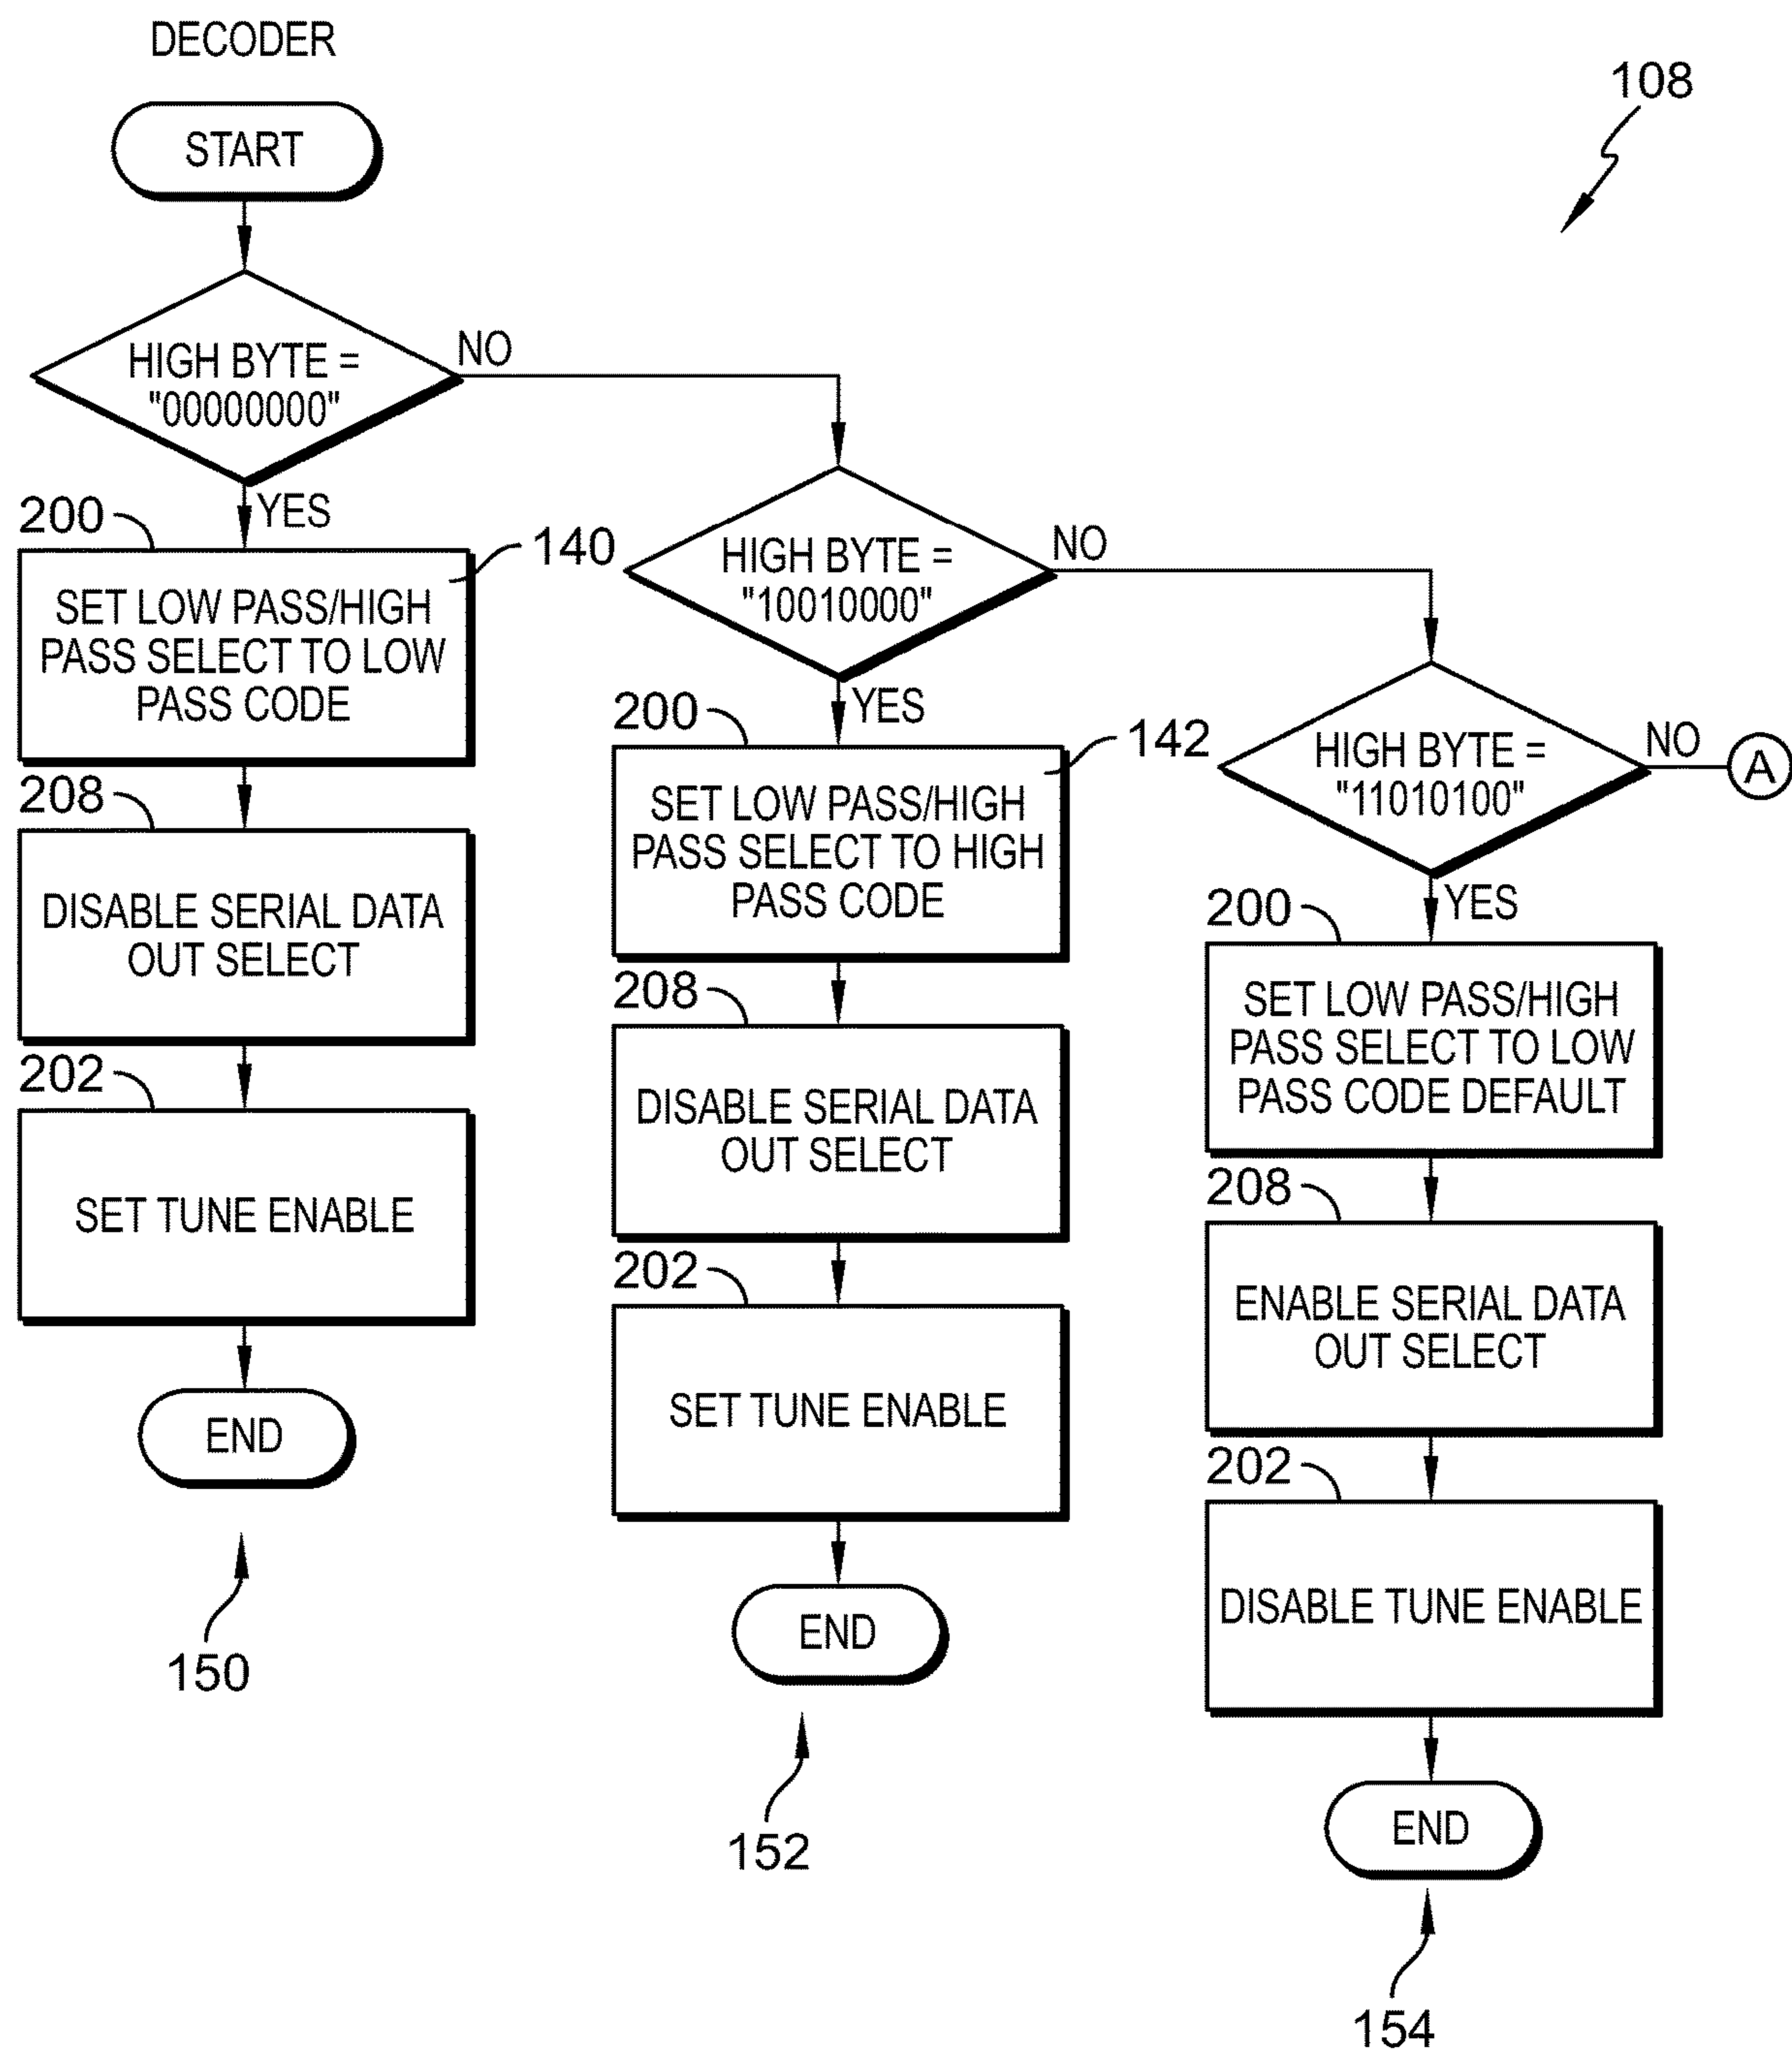 DECODER
108
START
HIGH BYTE =
"00000000"
NO
YES
200
140
SET LOW PASS/HIGH
PASS SELECT TO LOW
PASS CODE
208
DISABLE SERIAL DATA
OUT SELECT
202
SET TUNE ENABLE
END
150
HIGH BYTE =
"10010000"
NO
YES
200
142
SET LOW PASS/HIGH
PASS SELECT TO HIGH
PASS CODE
208
DISABLE SERIAL DATA
OUT SELECT
202
SET TUNE ENABLE
END
152
HIGH BYTE =
"11010100"
NO
A
YES
200
SET LOW PASS/HIGH
PASS SELECT TO LOW
PASS CODE DEFAULT
208
ENABLE SERIAL DATA
OUT SELECT
202
DISABLE TUNE ENABLE
END
154